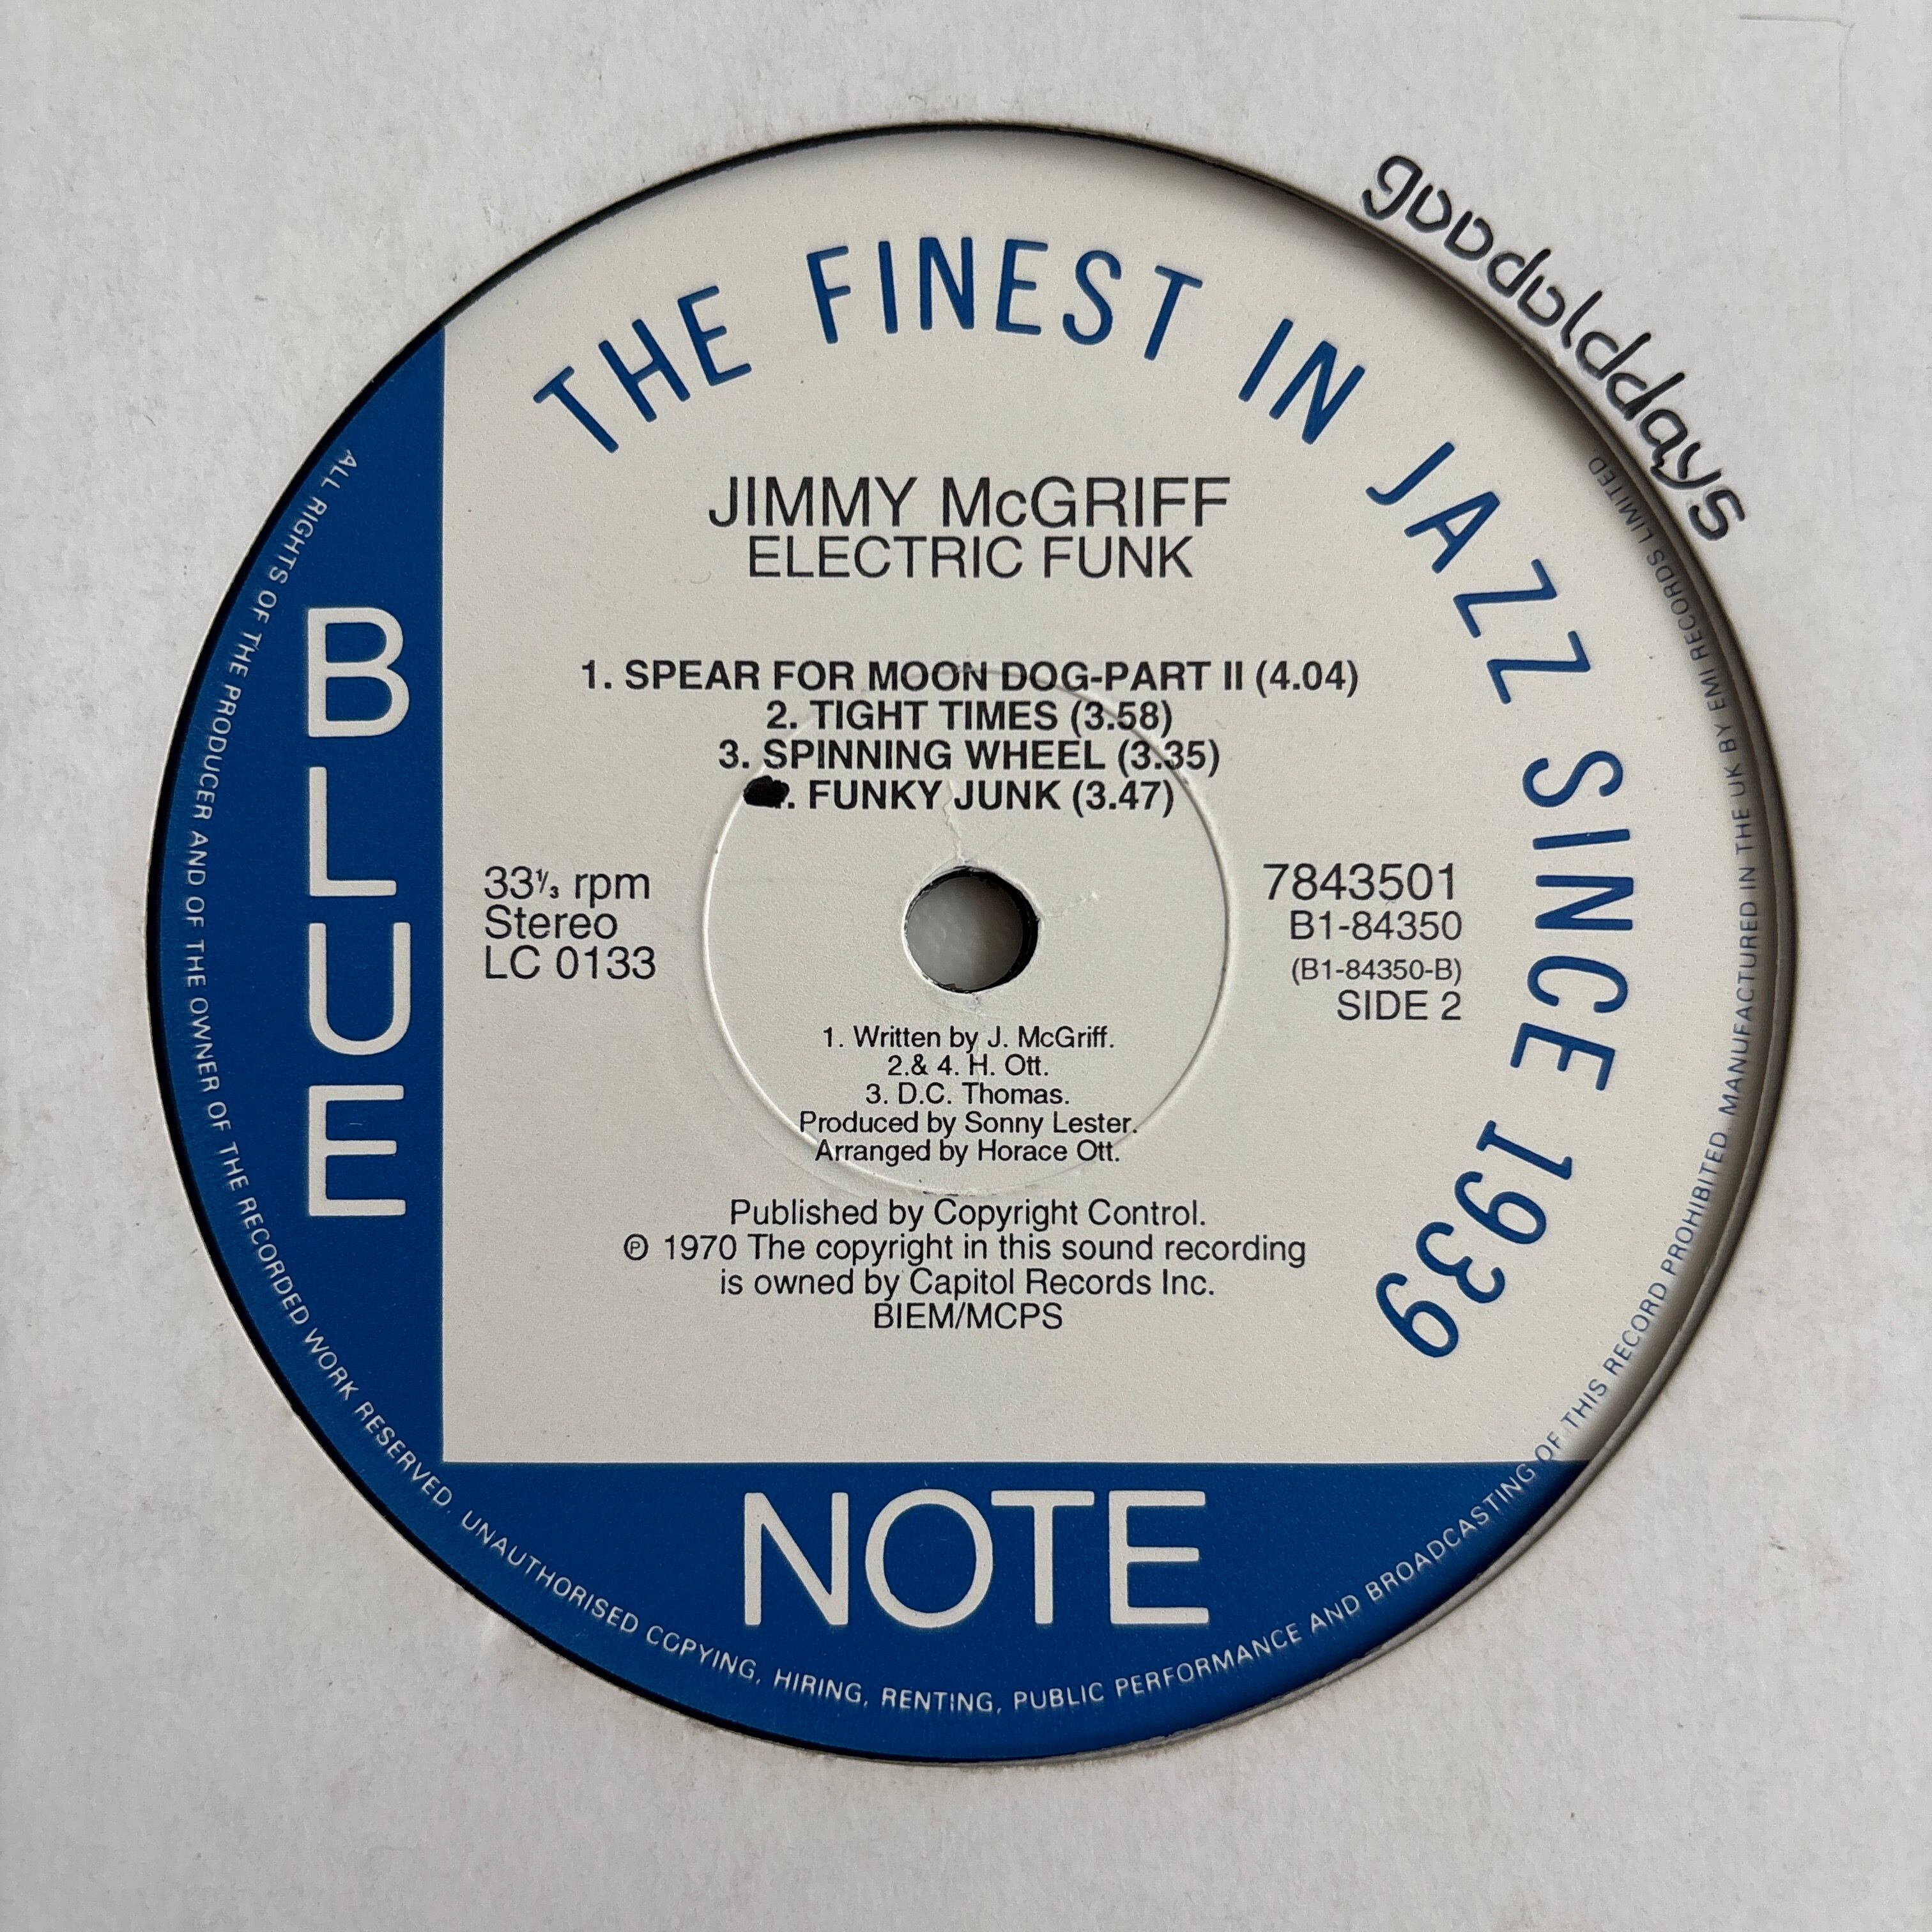 goodolddays
THE FINEST IN JAZZ SINCE 1939
JIMMY McGRIFF
ELECTRIC FUNK
1. SPEAR FOR MOON DOG-PART II (4.04)
2. TIGHT TIMES (3.58)
3. SPINNING WHEEL (3.35)
. FUNKY JUNK (3.47)
33⅓ rpm
Stereo
LC 0133
7843501
B1-84350
(B1-84350-B)
SIDE 2
1. Written by J. McGriff.
2.& 4. H. Ott.
3. D.C. Thomas.
Produced by Sonny Lester.
Arranged by Horace Ott.
Published by Copyright Control.
℗ 1970 The copyright in this sound recording
is owned by Capitol Records Inc.
BIEM/MCPS
BLUE
NOTE
ALL RIGHTS OF THE PRODUCER AND OF THE OWNER OF THE RECORDED WORK RESERVED. UNAUTHORISED COPYING, HIRING, RENTING, PUBLIC PERFORMANCE AND BROADCASTING OF THIS RECORD PROHIBITED. MANUFACTURED IN THE UK BY EMI RECORDS LIMITED